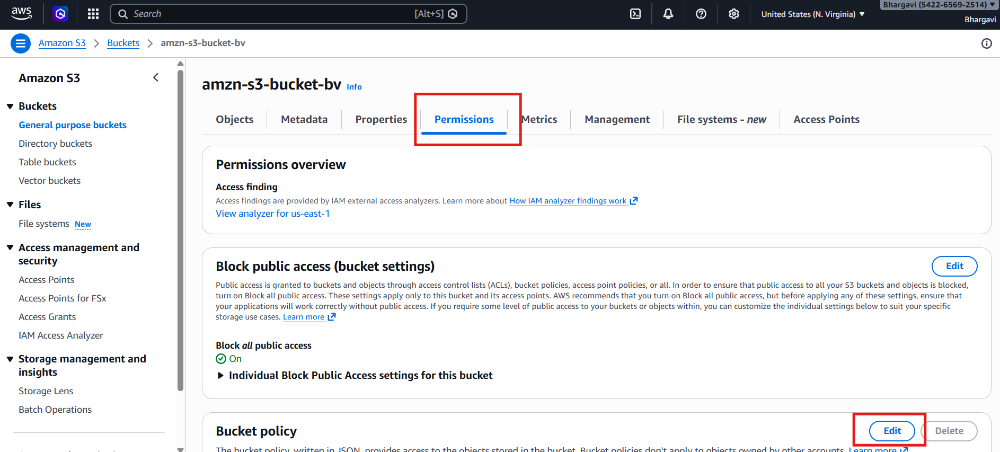 aws
Search [Alt+S]
United States (N. Virginia)
Bhargavi (5422-6569-2514)
Bhargavi
Amazon S3
Buckets
amzn-s3-bucket-bv
Amazon S3
Buckets
General purpose buckets
Directory buckets
Table buckets
Vector buckets
Files
File systems New
Access management and
security
Access Points
Access Points for FSx
Access Grants
IAM Access Analyzer
Storage management and
insights
Storage Lens
Batch Operations
amzn-s3-bucket-bv Info
Objects
Metadata
Properties
Permissions
Metrics
Management
File systems - new
Access Points
Permissions overview
Access finding
Access findings are provided by IAM external access analyzers. Learn more about How IAM analyzer findings work
View analyzer for us-east-1
Block public access (bucket settings)
Edit
Public access is granted to buckets and objects through access control lists (ACLs), bucket policies, access point policies, or all. In order to ensure that public access to all your S3 buckets and objects is blocked,
turn on Block all public access. These settings apply only to this bucket and its access points. AWS recommends that you turn on Block all public access, but before applying any of these settings, ensure that
your applications will work correctly without public access. If you require some level of public access to your buckets or objects within, you can customize the individual settings below to suit your specific
storage use cases. Learn more
Block all public access
On
Individual Block Public Access settings for this bucket
Bucket policy
Edit
Delete
The bucket policy, written in JSON, provides access to the objects stored in the bucket. Bucket policies don't apply to objects owned by other accounts. Learn more